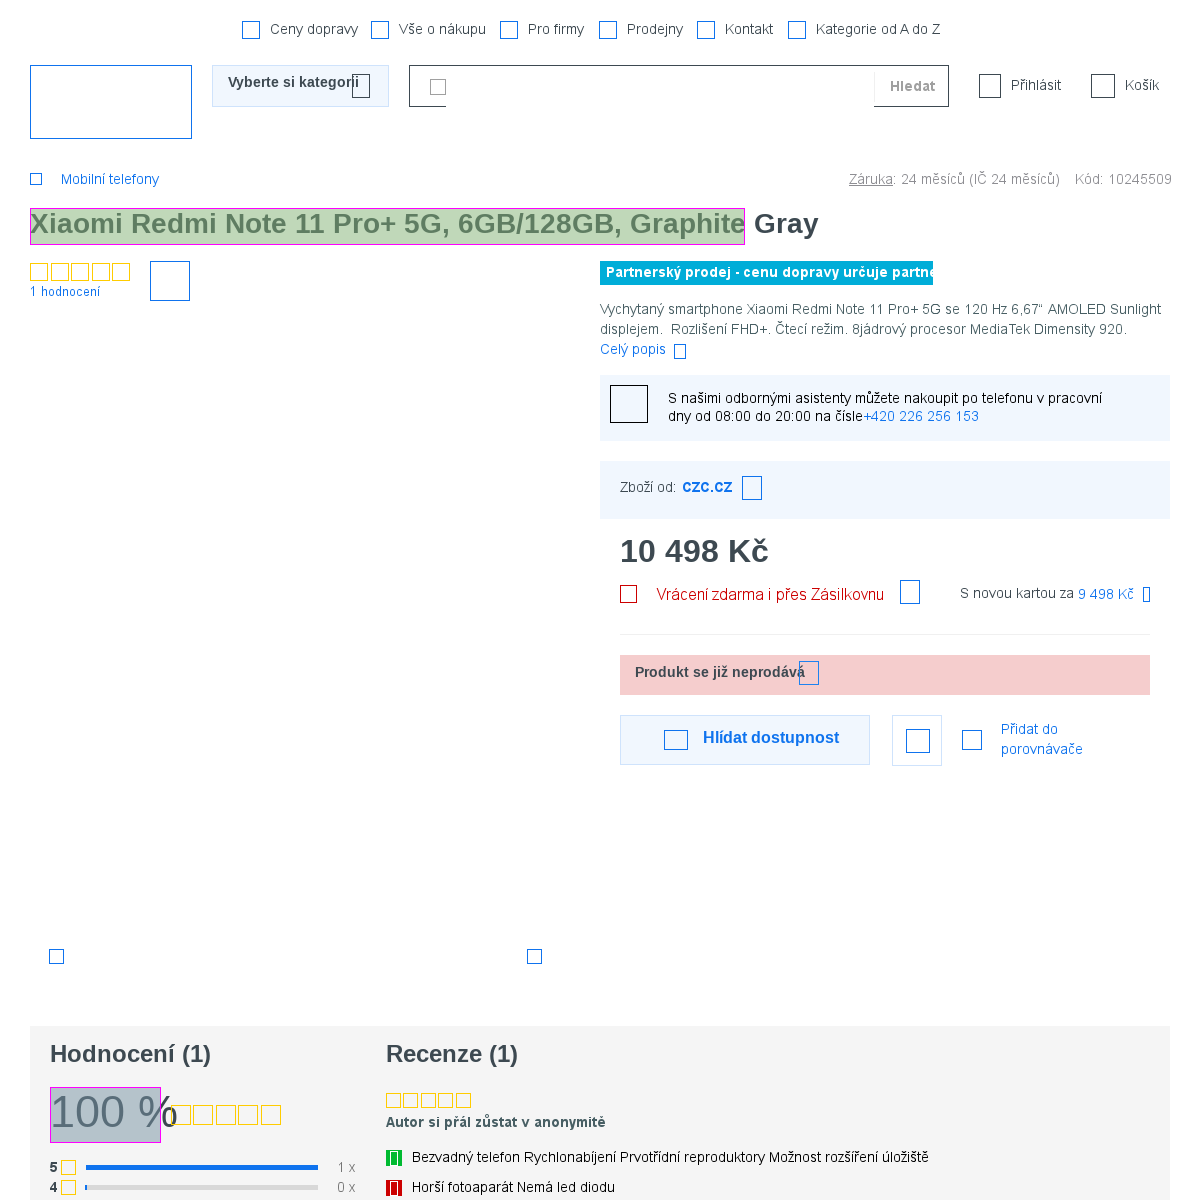 Ceny dopravy Vše o nákupu Pro firmy Prodejny Kontakt Kategorie od A do Z
Vyberte si kategorii Hledat Přihlásit Košík
Mobilní telefony Záruka: 24 měsíců (IČ 24 měsíců) Kód: 10245509
Xiaomi Redmi Note 11 Pro+ 5G, 6GB/128GB, Graphite Gray
1 hodnocení
Partnerský prodej - cenu dopravy určuje partne
Vychytaný smartphone Xiaomi Redmi Note 11 Pro+ 5G se 120 Hz 6,67“ AMOLED Sunlight
displejem. Rozlišení FHD+. Čtecí režim. 8jádrový procesor MediaTek Dimensity 920.
Celý popis
S našimi odbornými asistenty můžete nakoupit po telefonu v pracovní
dny od 08:00 do 20:00 na čísle+420 226 256 153
Zboží od: czc.cz
10 498 Kč
Vrácení zdarma i přes Zásilkovnu S novou kartou za 9 498 Kč
Produkt se již neprodává
Hlídat dostupnost
Přidat do
porovnávače
Hodnocení (1)
100 %
5 1 x
4 0 x
Recenze (1)
Autor si přál zůstat v anonymitě
Bezvadný telefon Rychlonabíjení Prvotřídní reproduktory Možnost rozšíření úložiště
Horší fotoaparát Nemá led diodu